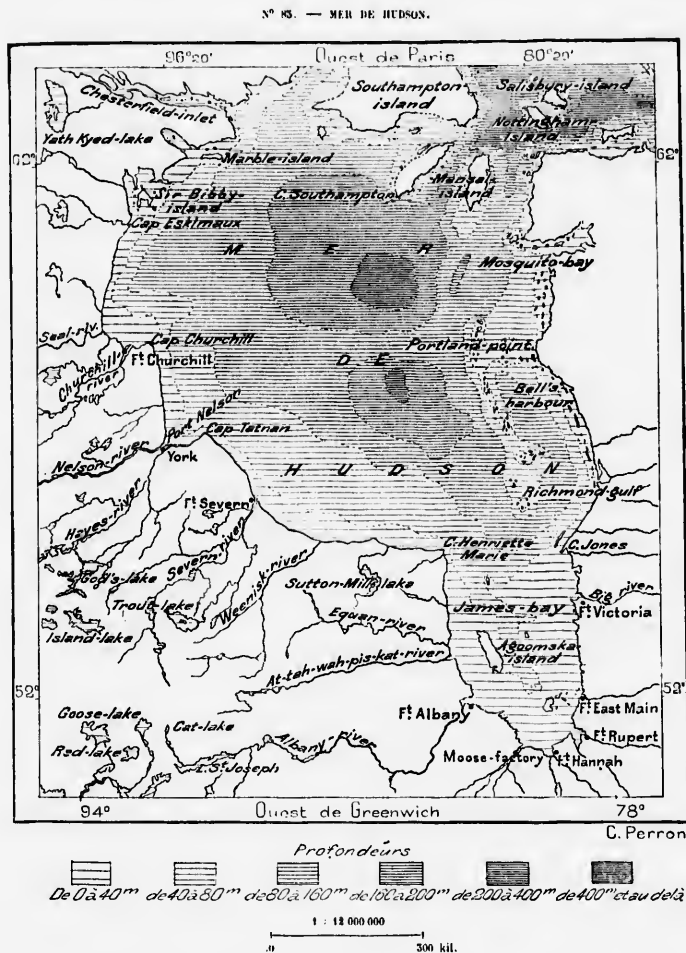 N° 85. — MER DE HUDSON.
96°20' Ouest de Paris 80°20'
Chesterfield-inlet
Southampton-island
Salisbury-island
Nottingham-island
Yath Kyed-lake
62°
62°
Marble-island
Mansel-island
Sir Bibby-island
C. Southampton
Cap Eskimaux
MER
Mosquito-bay
Seal-riv.
Cap Churchill
Portland-point
Churchill river
Ft Churchill
DE
Bell's harbour
Port Nelson
Cap Tatnan
Nelson-river
York
HUDSON
Richmond-gulf
Hayes-river
Ft Severn
Severn-river
C. Henriette Marie
C. Jones
God's-lake
Weenisk-river
Sutton-Mill-lake
Big river
Trout-lake
James-bay
Ft Victoria
Island-lake
Equan-river
Agoomska-island
At-tah-wah-pis-kat-river
52°
52°
Goose-lake
Ft Albany
Ft East Main
Cat-lake
Red-lake
Albany-river
Ft Rupert
L. St Joseph
Moose-factory
Ft Hannah
94° Ouest de Greenwich 78°
C. Perron
Profondeurs
De 0 à 40m de 40 à 80m de 80 à 160m de 160 à 200m de 200 à 400m de 400m et au delà
1 : 12 000 000
0 300 kil.